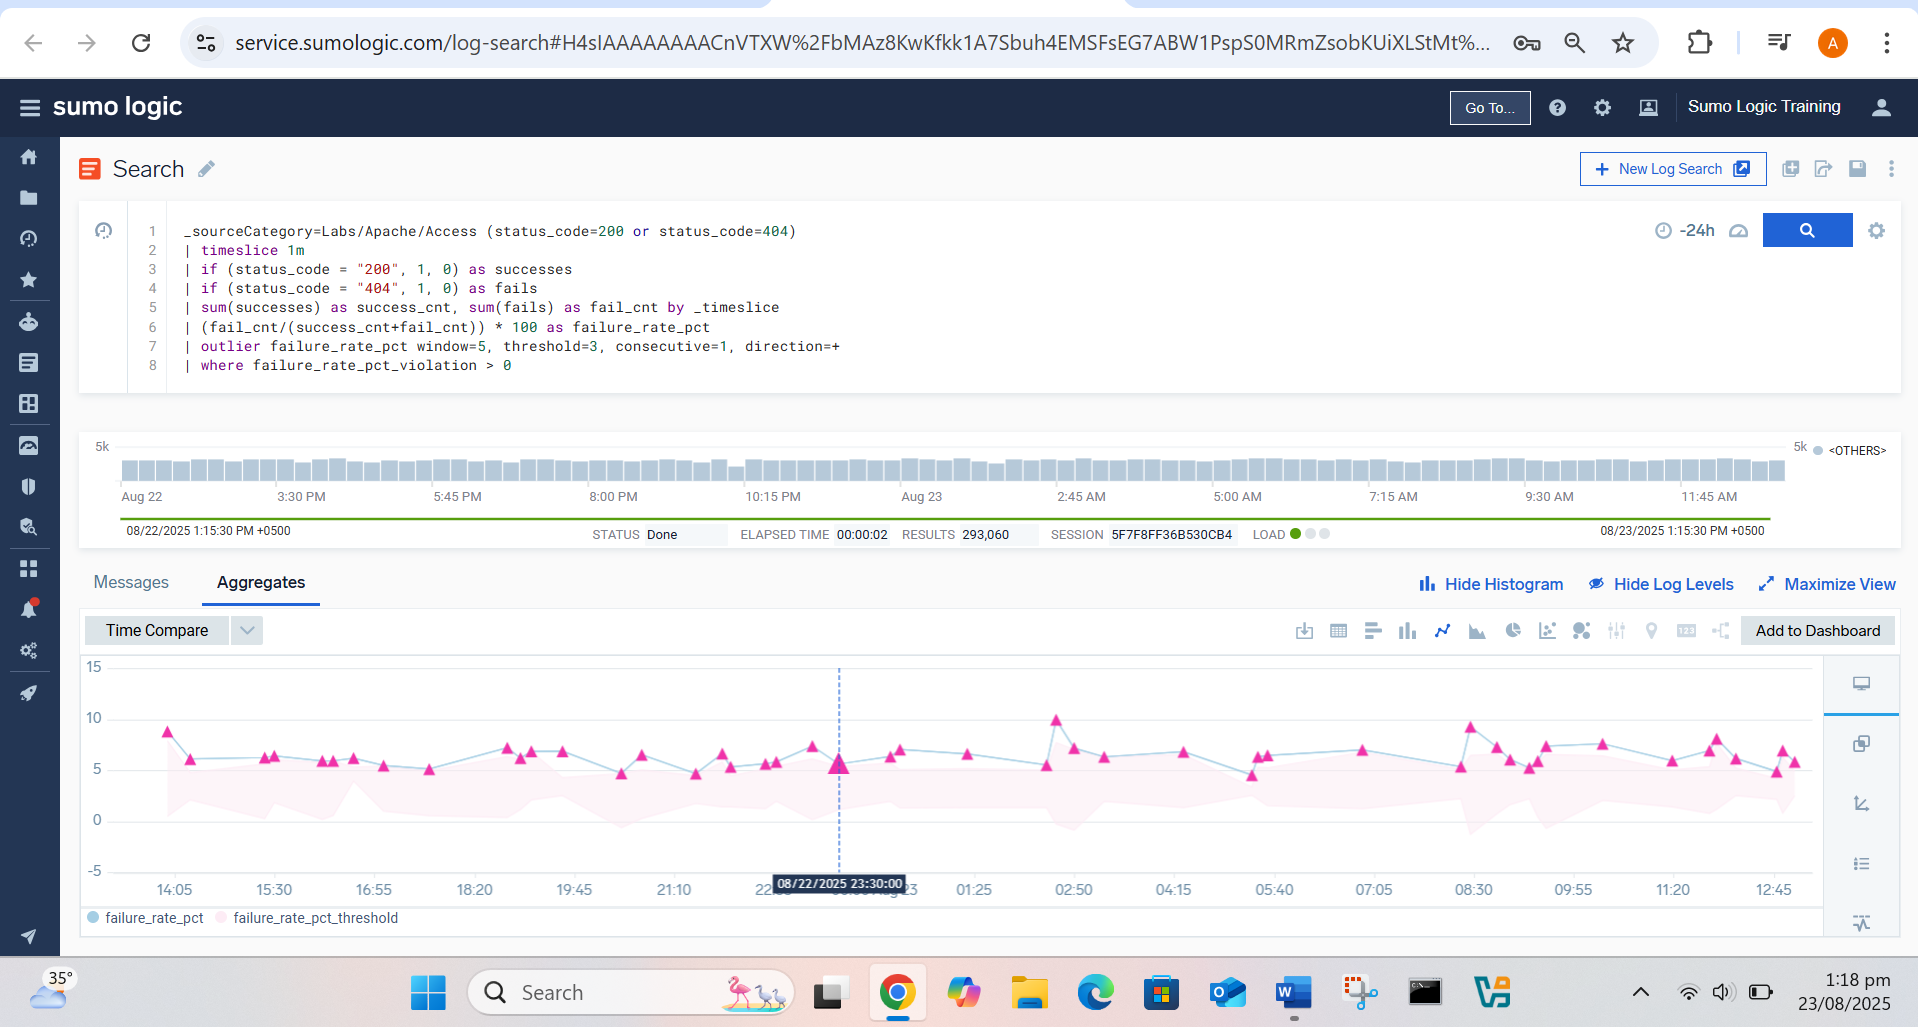 service.sumologic.com/log-search#H4sIAAAAAAAACnVTXW%2FbMAz8KwKfkk1A7Sbuh4EMSFsEG7ABW1PspS0MRmZsobKUiXLStMt%...
A
sumo logic
Go To...
Sumo Logic Training
Search
+ New Log Search
1 _sourceCategory=Labs/Apache/Access (status_code=200 or status_code=404)
2 | timeslice 1m
3 | if (status_code = "200", 1, 0) as successes
4 | if (status_code = "404", 1, 0) as fails
5 | sum(successes) as success_cnt, sum(fails) as fail_cnt by _timeslice
6 | (fail_cnt/(success_cnt+fail_cnt)) * 100 as failure_rate_pct
7 | outlier failure_rate_pct window=5, threshold=3, consecutive=1, direction=+
8 | where failure_rate_pct_violation > 0
-24h
5k
5k
<OTHERS>
Aug 22 3:30 PM 5:45 PM 8:00 PM 10:15 PM Aug 23 2:45 AM 5:00 AM 7:15 AM 9:30 AM 11:45 AM
08/22/2025 1:15:30 PM +0500
STATUS Done ELAPSED TIME 00:00:02 RESULTS 293,060 SESSION 5F7F8FF36B530CB4 LOAD
08/23/2025 1:15:30 PM +0500
Messages Aggregates
Hide Histogram Hide Log Levels Maximize View
Time Compare
123
Add to Dashboard
15
10
5
0
-5
14:05 15:30 16:55 18:20 19:45 21:10 22 08/22/2025 23:30:00 23 01:25 02:50 04:15 05:40 07:05 08:30 09:55 11:20 12:45
failure_rate_pct failure_rate_pct_threshold
35°
Search
1:18 pm
23/08/2025